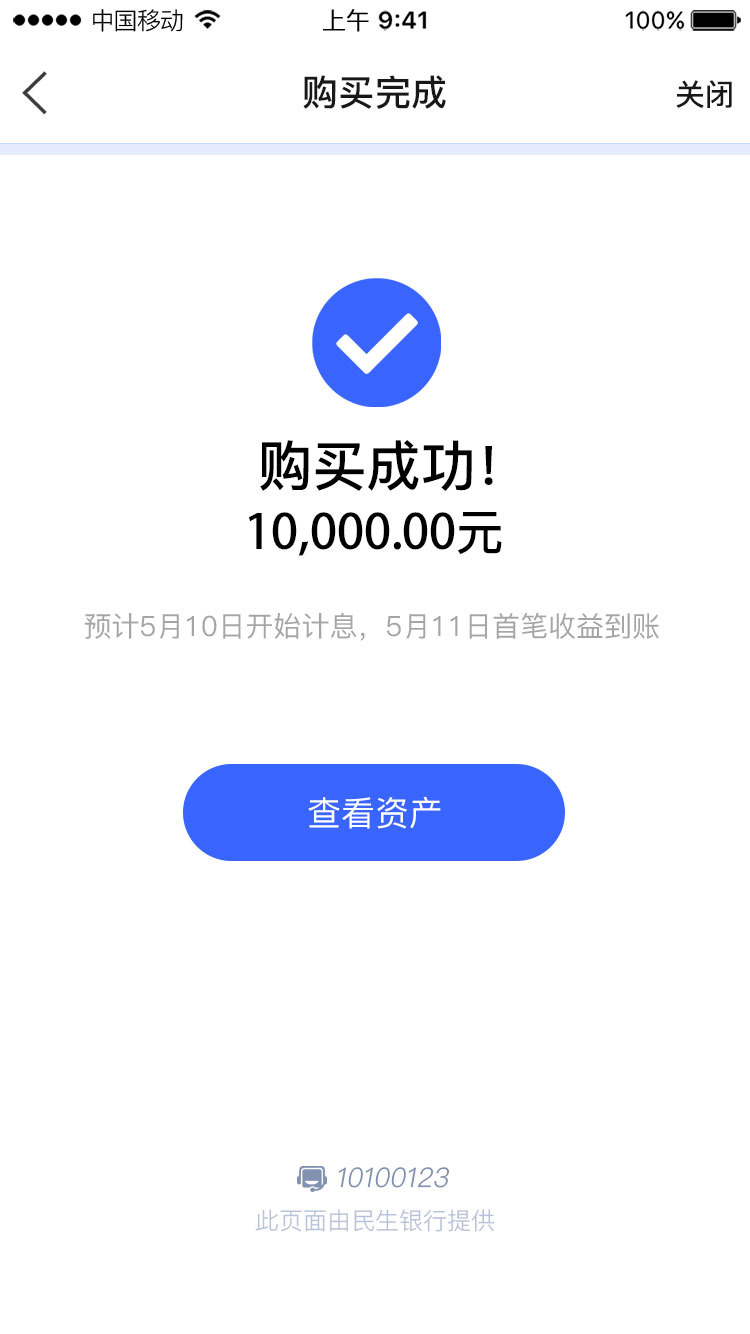 中国移动 上午 9:41 100%
购买完成 关闭
购买成功!
10,000.00元
预计5月10日开始计息，5月11日首笔收益到账
查看资产
10100123
此页面由民生银行提供